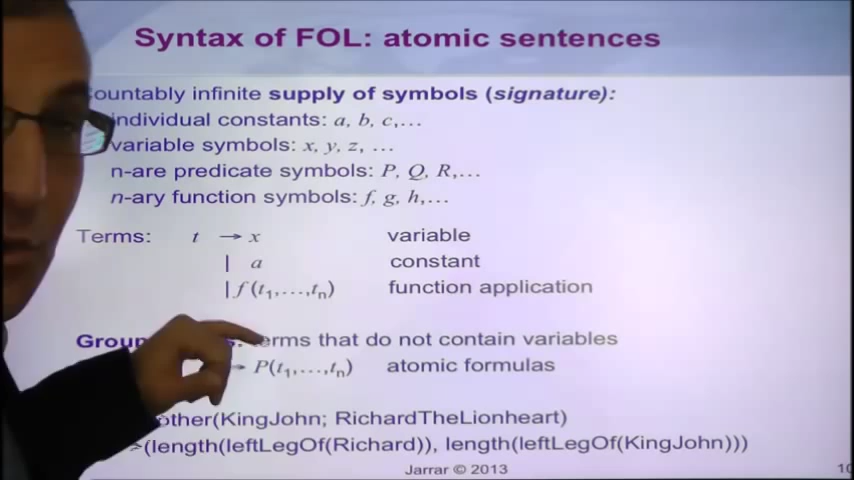 Syntax of FOL: atomic sentences
ountably infinite supply of symbols (signature):
individual constants: a, b, c,…
variable symbols: x, y, z, …
n-are predicate symbols: P, Q, R,…
n-ary function symbols: f, g, h,…
Terms: t → x variable
| a constant
| f (t₁,…,tₙ) function application
Groun s: terms that do not contain variables
→ P(t₁,…,tₙ) atomic formulas
other(KingJohn; RichardTheLionheart)
>(length(leftLegOf(Richard)), length(leftLegOf(KingJohn)))
Jarrar © 2013
10